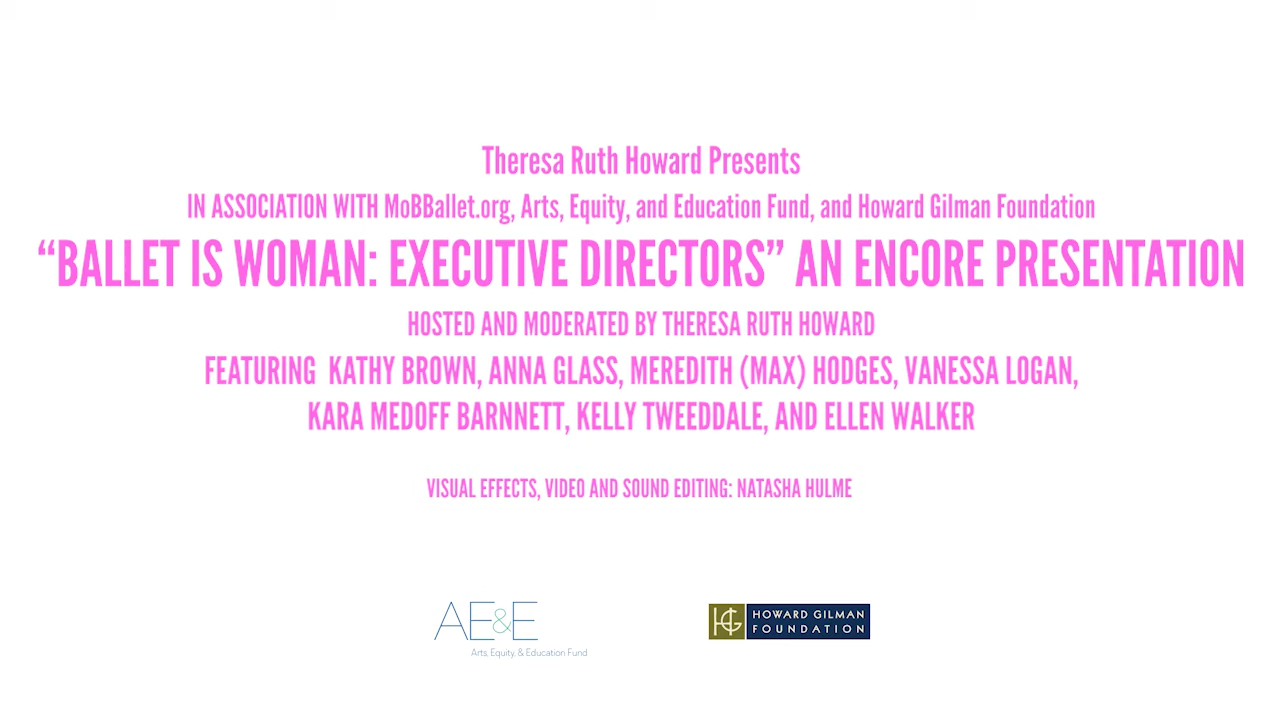 Theresa Ruth Howard Presents
IN ASSOCIATION WITH MoBBallet.org, Arts, Equity, and Education Fund, and Howard Gilman Foundation
“BALLET IS WOMAN: EXECUTIVE DIRECTORS” AN ENCORE PRESENTATION
HOSTED AND MODERATED BY THERESA RUTH HOWARD
FEATURING KATHY BROWN, ANNA GLASS, MEREDITH (MAX) HODGES, VANESSA LOGAN,
KARA MEDOFF BARNNETT, KELLY TWEEDDALE, AND ELLEN WALKER
VISUAL EFFECTS, VIDEO AND SOUND EDITING: NATASHA HULME
AE&E
Arts, Equity, & Education Fund
HG
HOWARD GILMAN
FOUNDATION